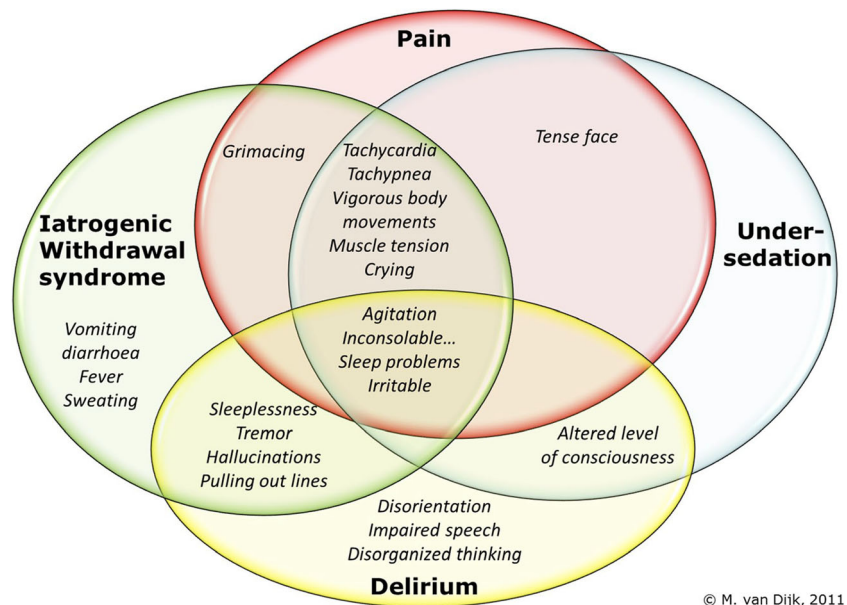 Pain
Tense face
Grimacing
Tachycardia
Tachypnea
Vigorous body
movements
Muscle tension
Crying
Iatrogenic
Withdrawal
syndrome
Under-
sedation
Vomiting
diarrhoea
Fever
Sweating
Agitation
Inconsolable...
Sleep problems
Irritable
Sleeplessness
Tremor
Hallucinations
Pulling out lines
Altered level
of consciousness
Disorientation
Impaired speech
Disorganized thinking
Delirium
© M. van Dijk, 2011